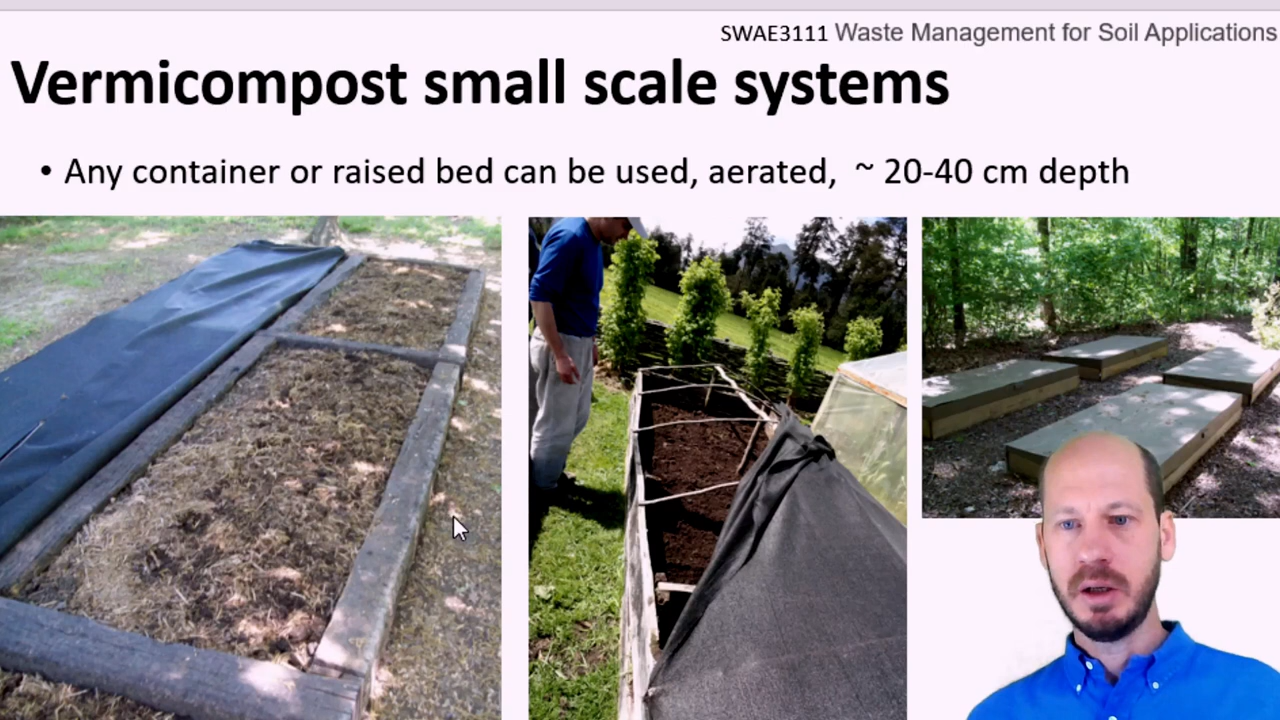 SWAE3111 Waste Management for Soil Applications
Vermicompost small scale systems
• Any container or raised bed can be used, aerated, ~ 20-40 cm depth